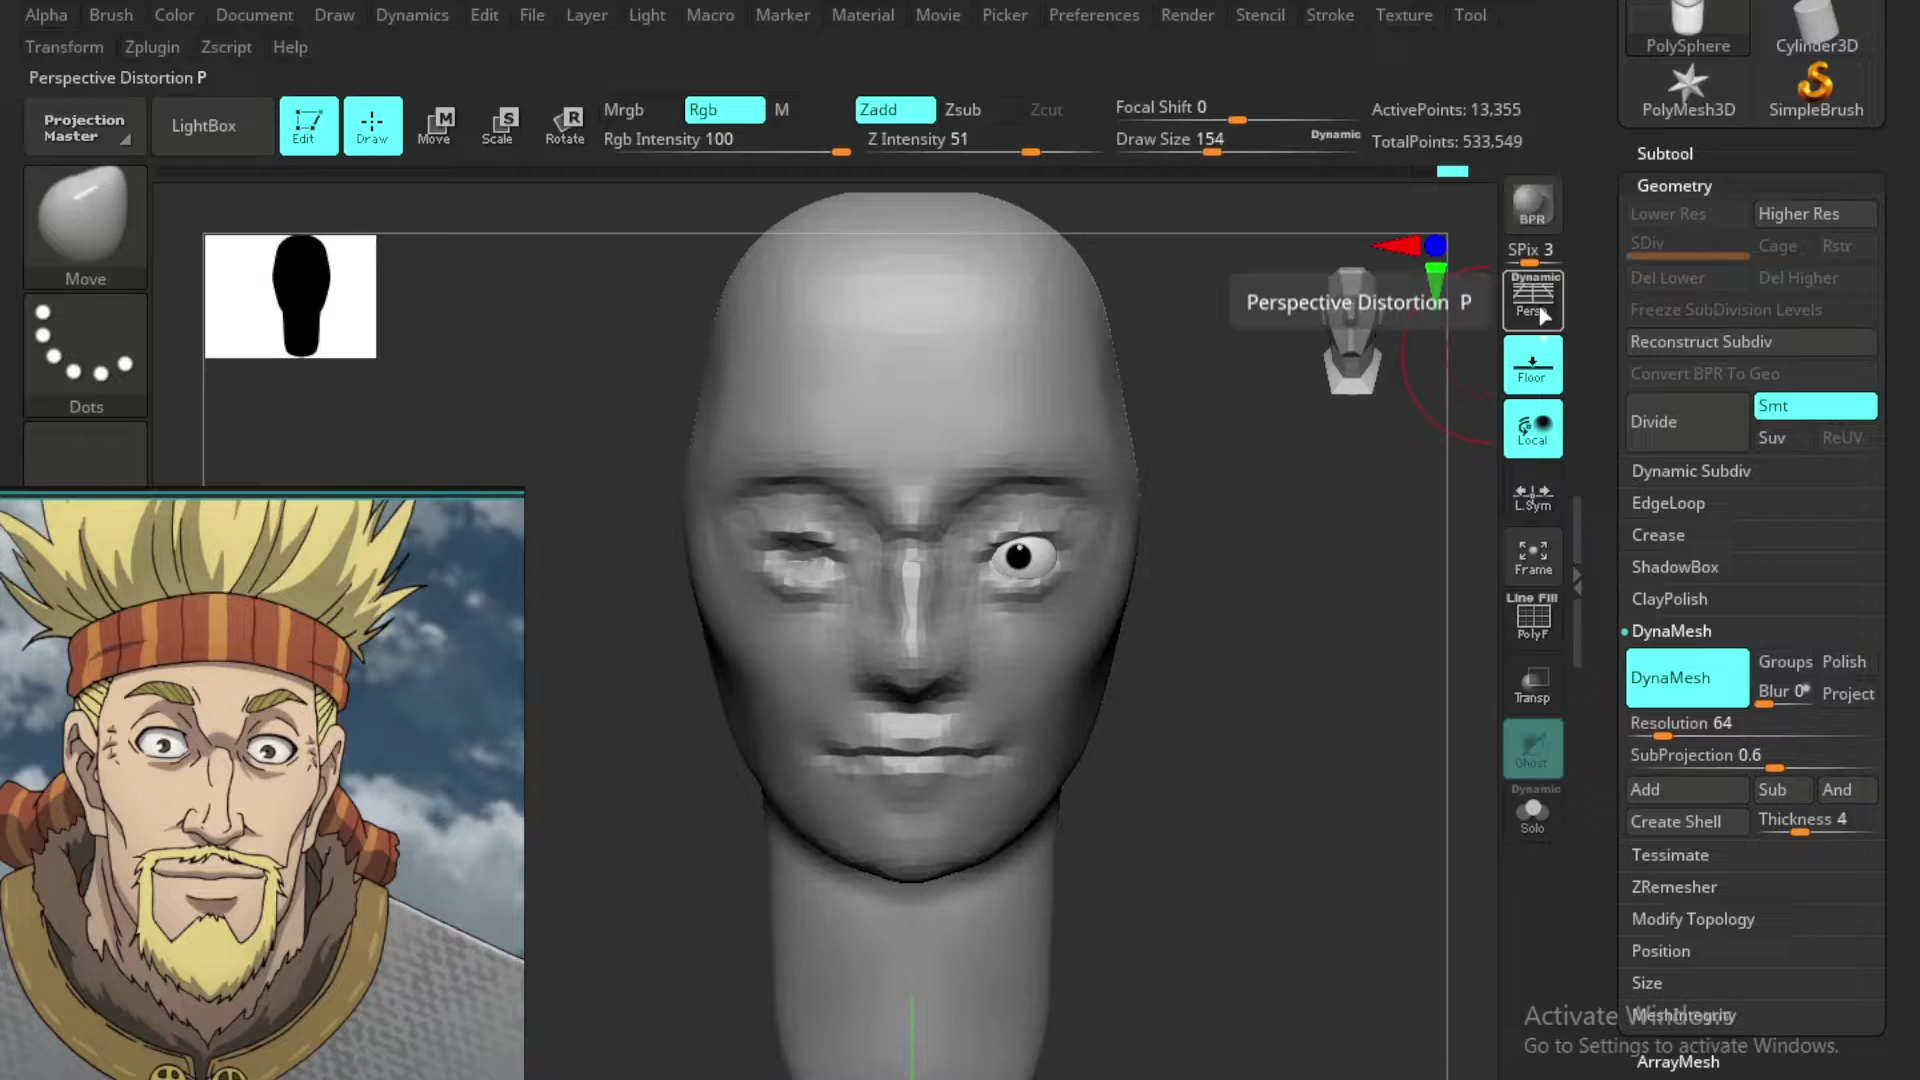 Alpha Brush Color Document Draw Dynamics Edit File Layer Light Macro Marker Material Movie Picker Preferences Render Stencil Stroke Texture Tool
Transform Zplugin Zscript Help
Perspective Distortion P
Projection Master
LightBox
Edit
Draw
M
Move
S
Scale
R
Rotate
Mrgb Rgb M
Rgb Intensity 100
Zadd Zsub Zcut
Z Intensity 51
Focal Shift 0
Draw Size 154
Dynamic
ActivePoints: 13,355
TotalPoints: 533,549
Move
Dots
Perspective Distortion P
BPR
SPix 3
Dynamic
Persp
Floor
Local
L.Sym
Frame
Line Fill
PolyF
Transp
Ghost
Dynamic
Solo
PolySphere Cylinder3D
PolyMesh3D SimpleBrush
Subtool
Geometry
Lower Res Higher Res
SDiv Cage Rstr
Del Lower Del Higher
Freeze SubDivision Levels
Reconstruct Subdiv
Convert BPR To Geo
Divide Smt
Suv ReUV
Dynamic Subdiv
EdgeLoop
Crease
ShadowBox
ClayPolish
DynaMesh
DynaMesh Groups Polish
Blur 0 Project
Resolution 64
SubProjection 0.6
Add Sub And
Create Shell Thickness 4
Tessimate
ZRemesher
Modify Topology
Position
Size
MeshIntegrity
ArrayMesh
Activate Windows
Go to Settings to activate Windows.